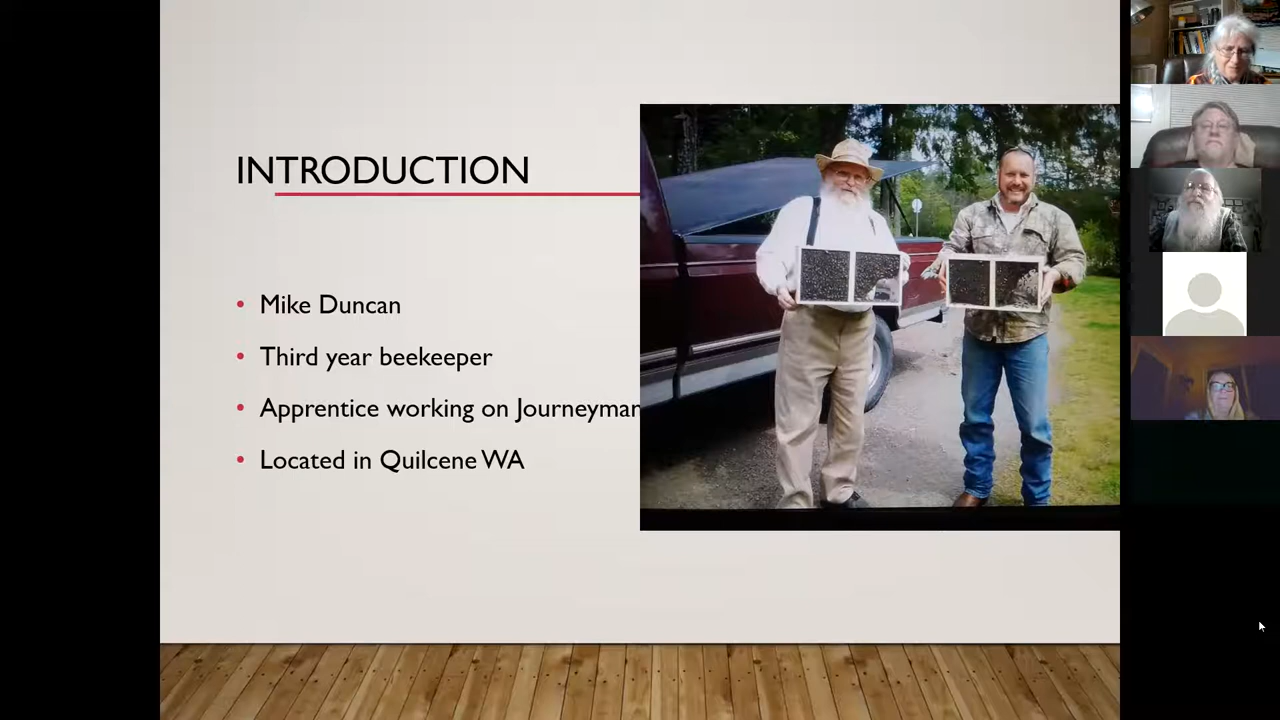 INTRODUCTION
Mike Duncan
Third year beekeeper
Apprentice working on Journeyman
Located in Quilcene WA